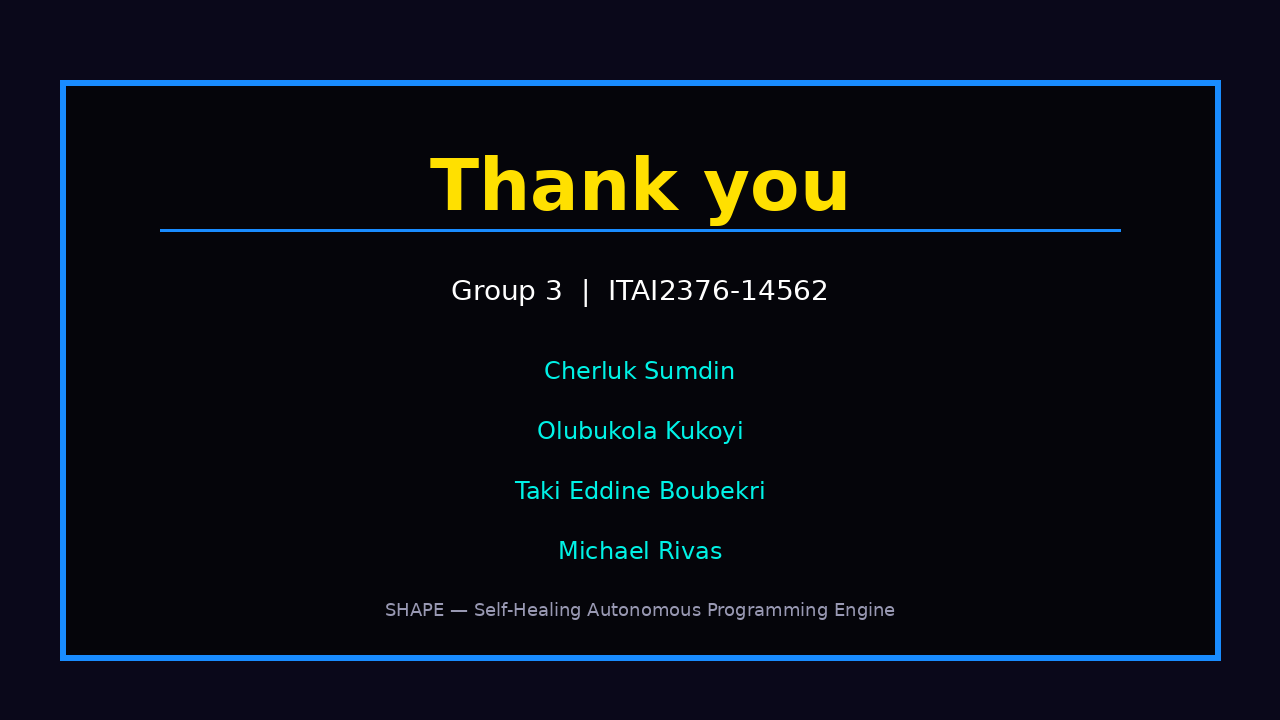 Thank you
Group 3 | ITAI2376-14562
Cherluk Sumdin
Olubukola Kukoyi
Taki Eddine Boubekri
Michael Rivas
SHAPE — Self-Healing Autonomous Programming Engine